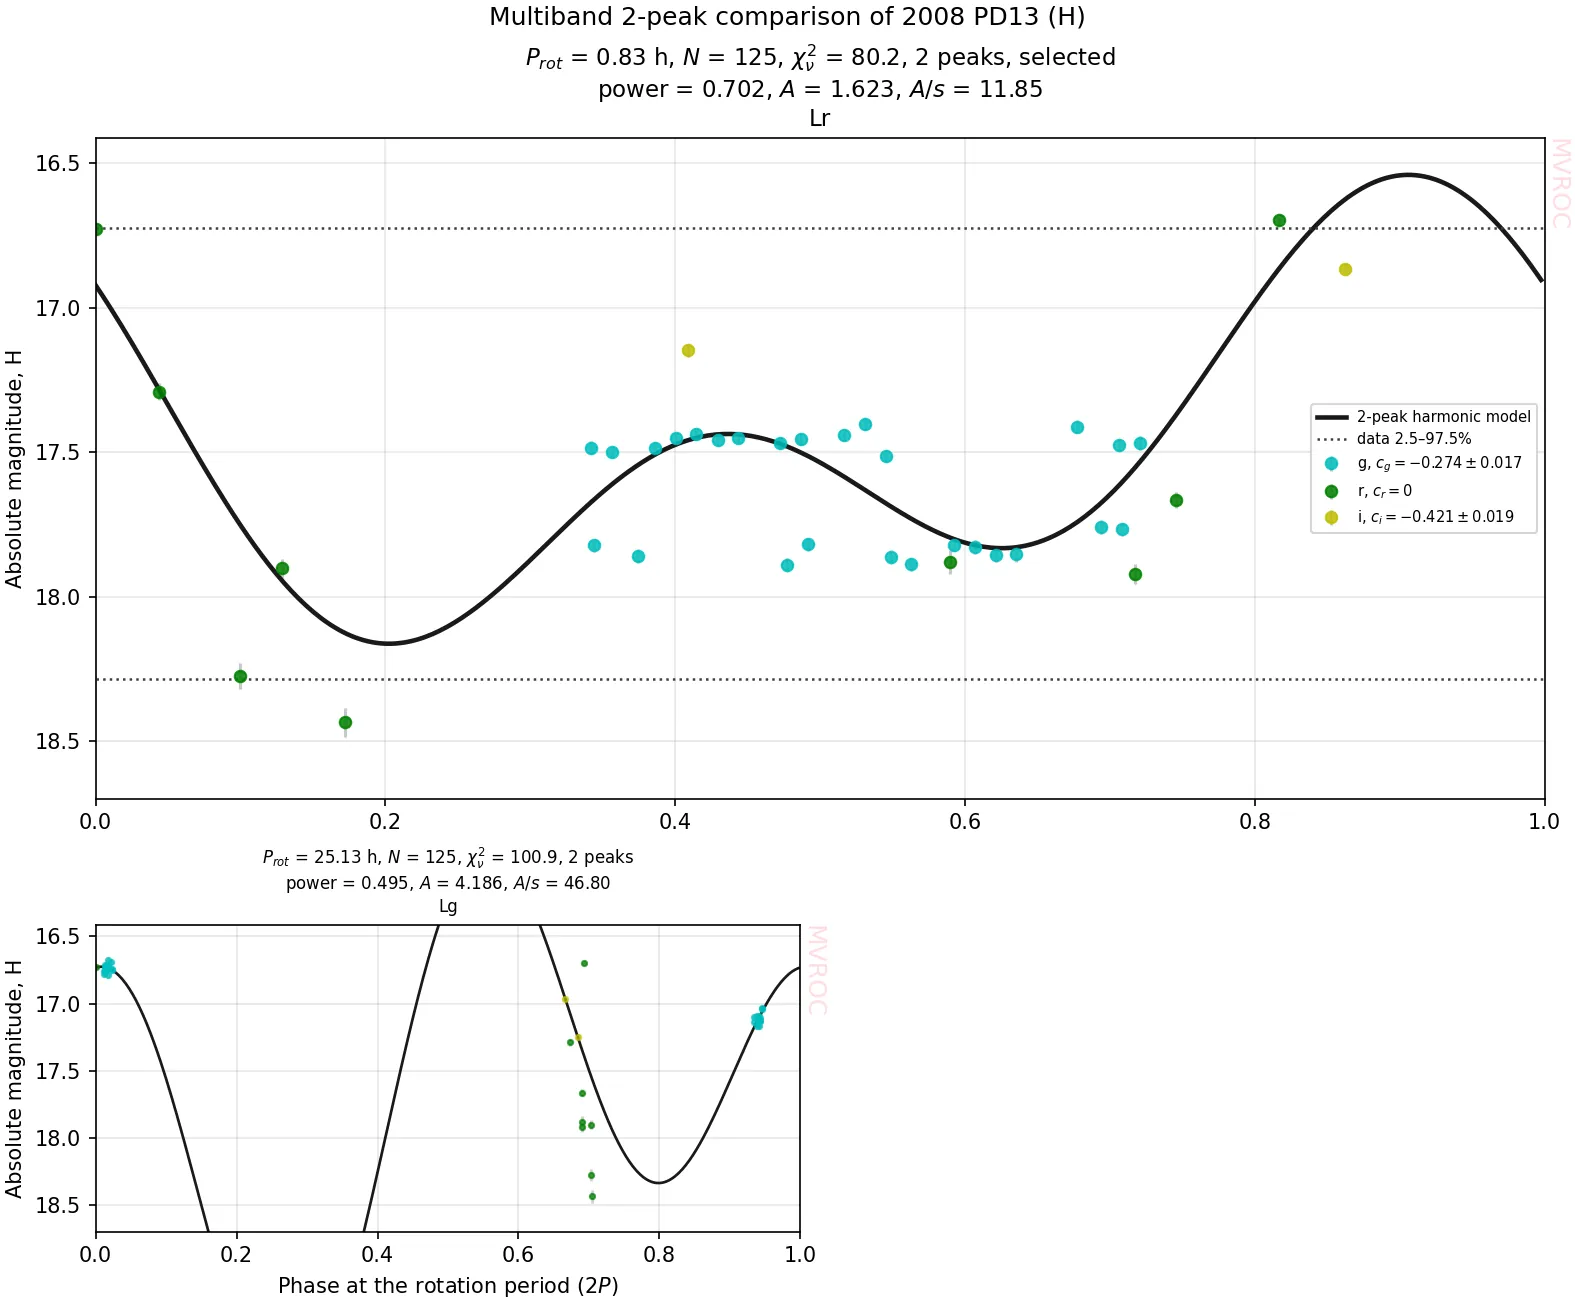 Multiband 2-peak comparison of 2008 PD13 (H)
P_rot = 0.83 h, N = 125, χ²_ν = 80.2, 2 peaks, selected
power = 0.702, A = 1.623, A/s = 11.85
Lr
MVROC
16.5
17.0
17.5
18.0
18.5
Absolute magnitude, H
2-peak harmonic model
data 2.5–97.5%
g, c_g = −0.274 ± 0.017
r, c_r = 0
i, c_i = −0.421 ± 0.019
0.0 0.2 0.4 0.6 0.8 1.0
P_rot = 25.13 h, N = 125, χ²_ν = 100.9, 2 peaks
power = 0.495, A = 4.186, A/s = 46.80
Lg
MVROC
16.5
17.0
17.5
18.0
18.5
Absolute magnitude, H
0.0 0.2 0.4 0.6 0.8 1.0
Phase at the rotation period (2P)